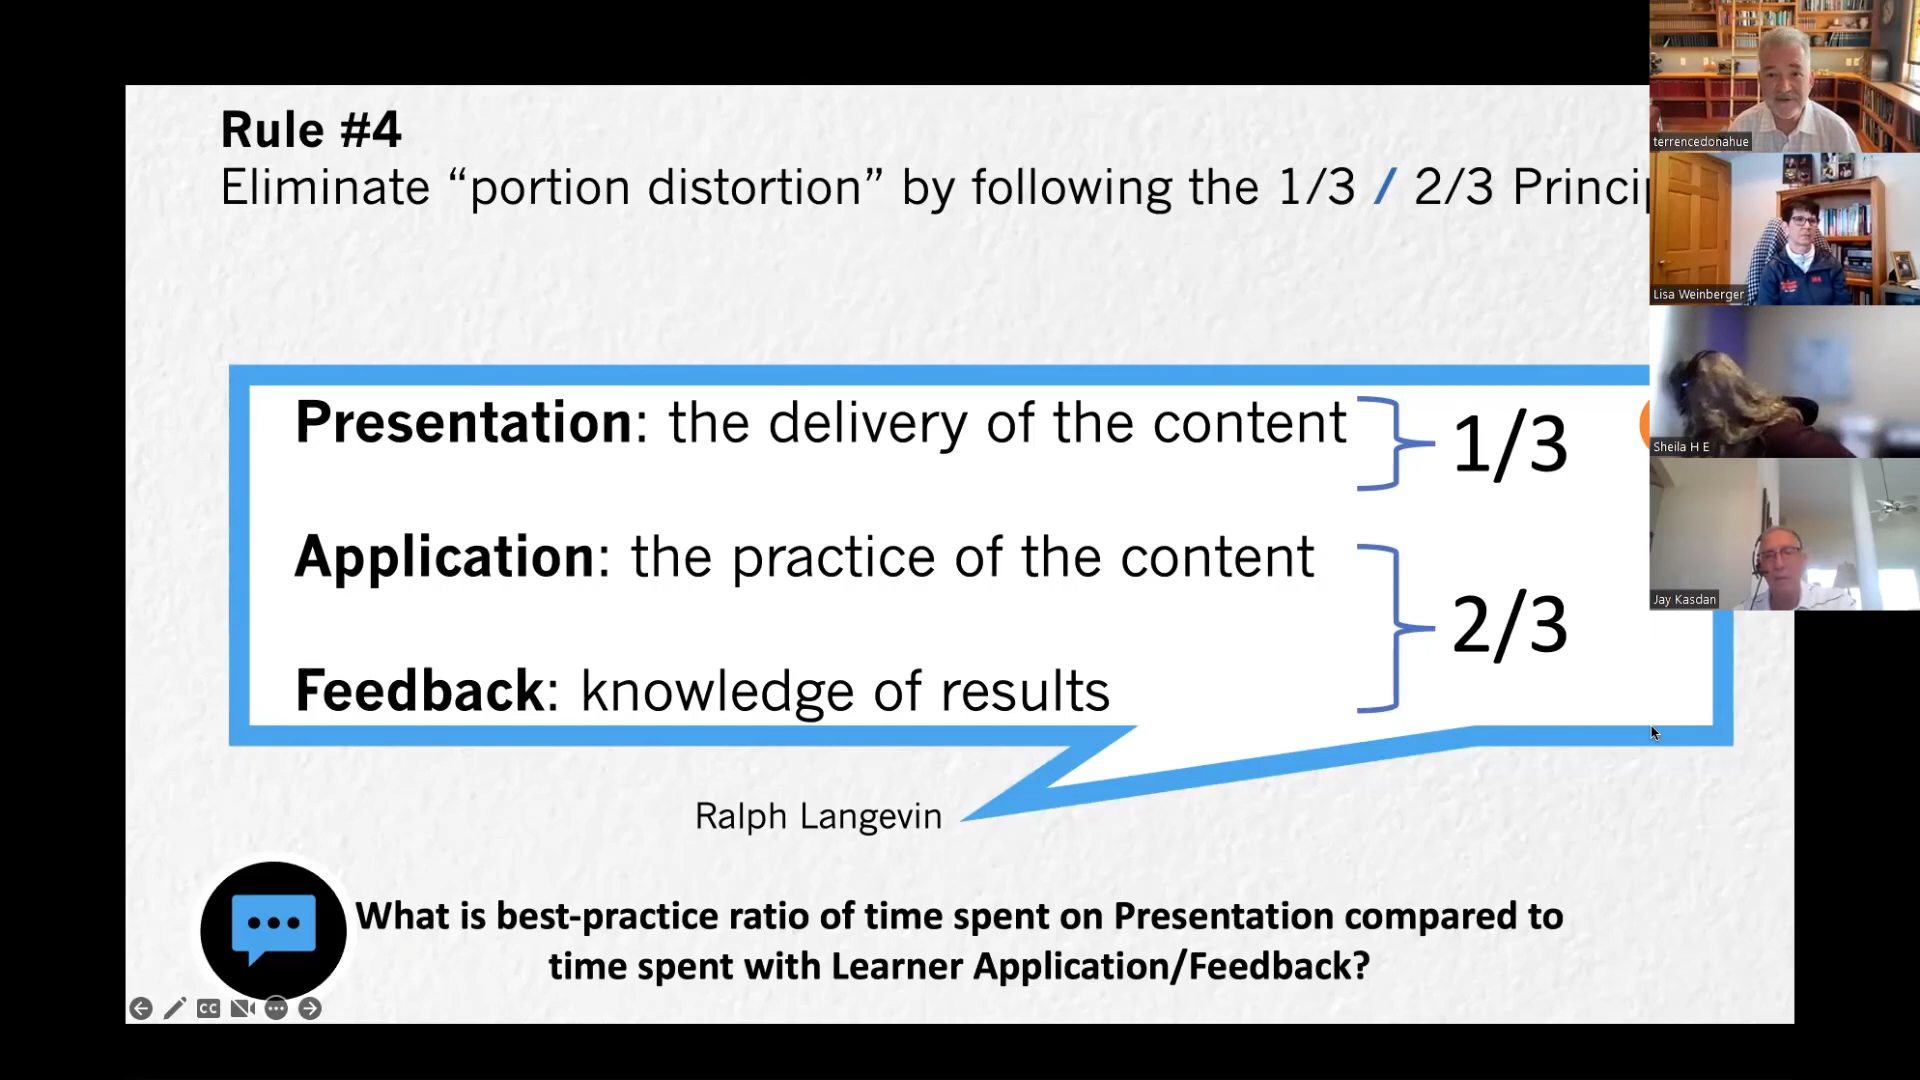 Rule #4
Eliminate “portion distortion” by following the 1/3 / 2/3 Princip
Presentation: the delivery of the content
1/3
Application: the practice of the content
2/3
Feedback: knowledge of results
Ralph Langevin
What is best-practice ratio of time spent on Presentation compared to
time spent with Learner Application/Feedback?
CC
terrencedonahue
Lisa Weinberger
Sheila H E
Jay Kasdan